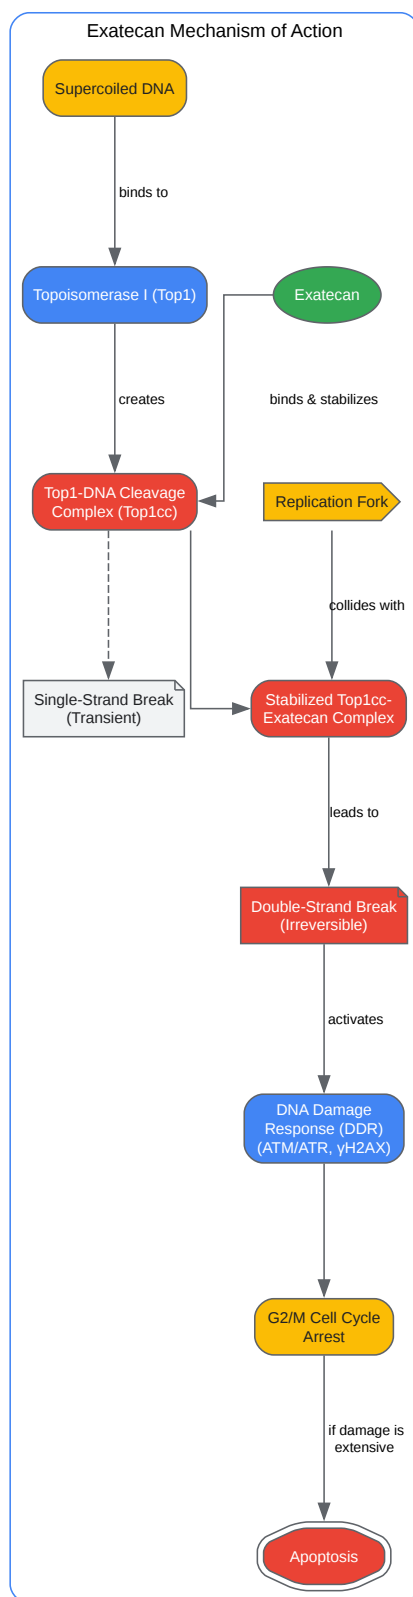 Exatecan Mechanism of Action
Supercoiled DNA
binds to
Topoisomerase I (Top1)
Exatecan
creates
binds & stabilizes
Top1-DNA Cleavage
Complex (Top1cc)
Replication Fork
collides with
Single-Strand Break
(Transient)
Stabilized Top1cc-
Exatecan Complex
leads to
Double-Strand Break
(Irreversible)
activates
DNA Damage
Response (DDR)
(ATM/ATR, γH2AX)
G2/M Cell Cycle
Arrest
if damage is
extensive
Apoptosis